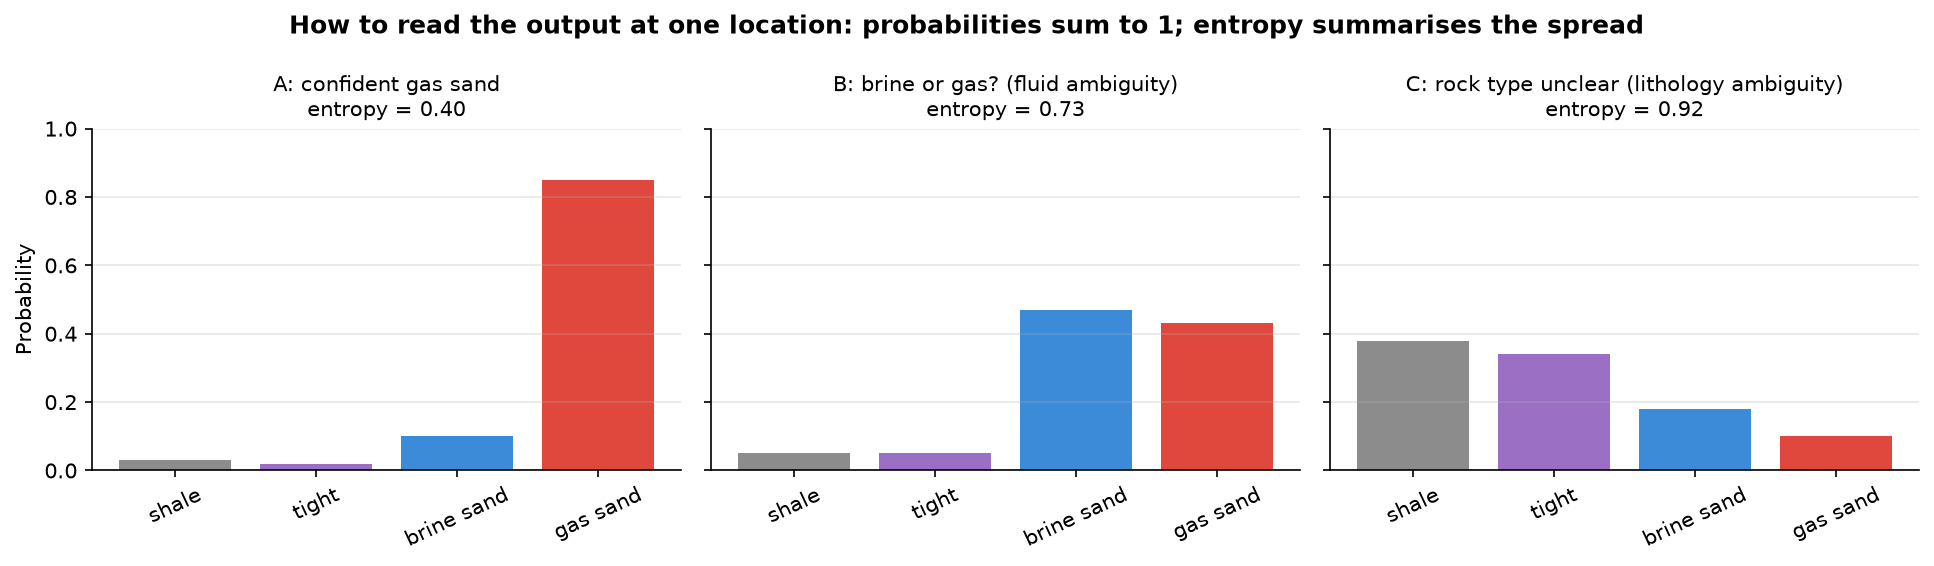 How to read the output at one location: probabilities sum to 1; entropy summarises the spread
A: confident gas sand
entropy = 0.40
B: brine or gas? (fluid ambiguity)
entropy = 0.73
C: rock type unclear (lithology ambiguity)
entropy = 0.92
Probability
1.0
0.8
0.6
0.4
0.2
0.0
shale
tight
brine sand
gas sand
shale
tight
brine sand
gas sand
shale
tight
brine sand
gas sand